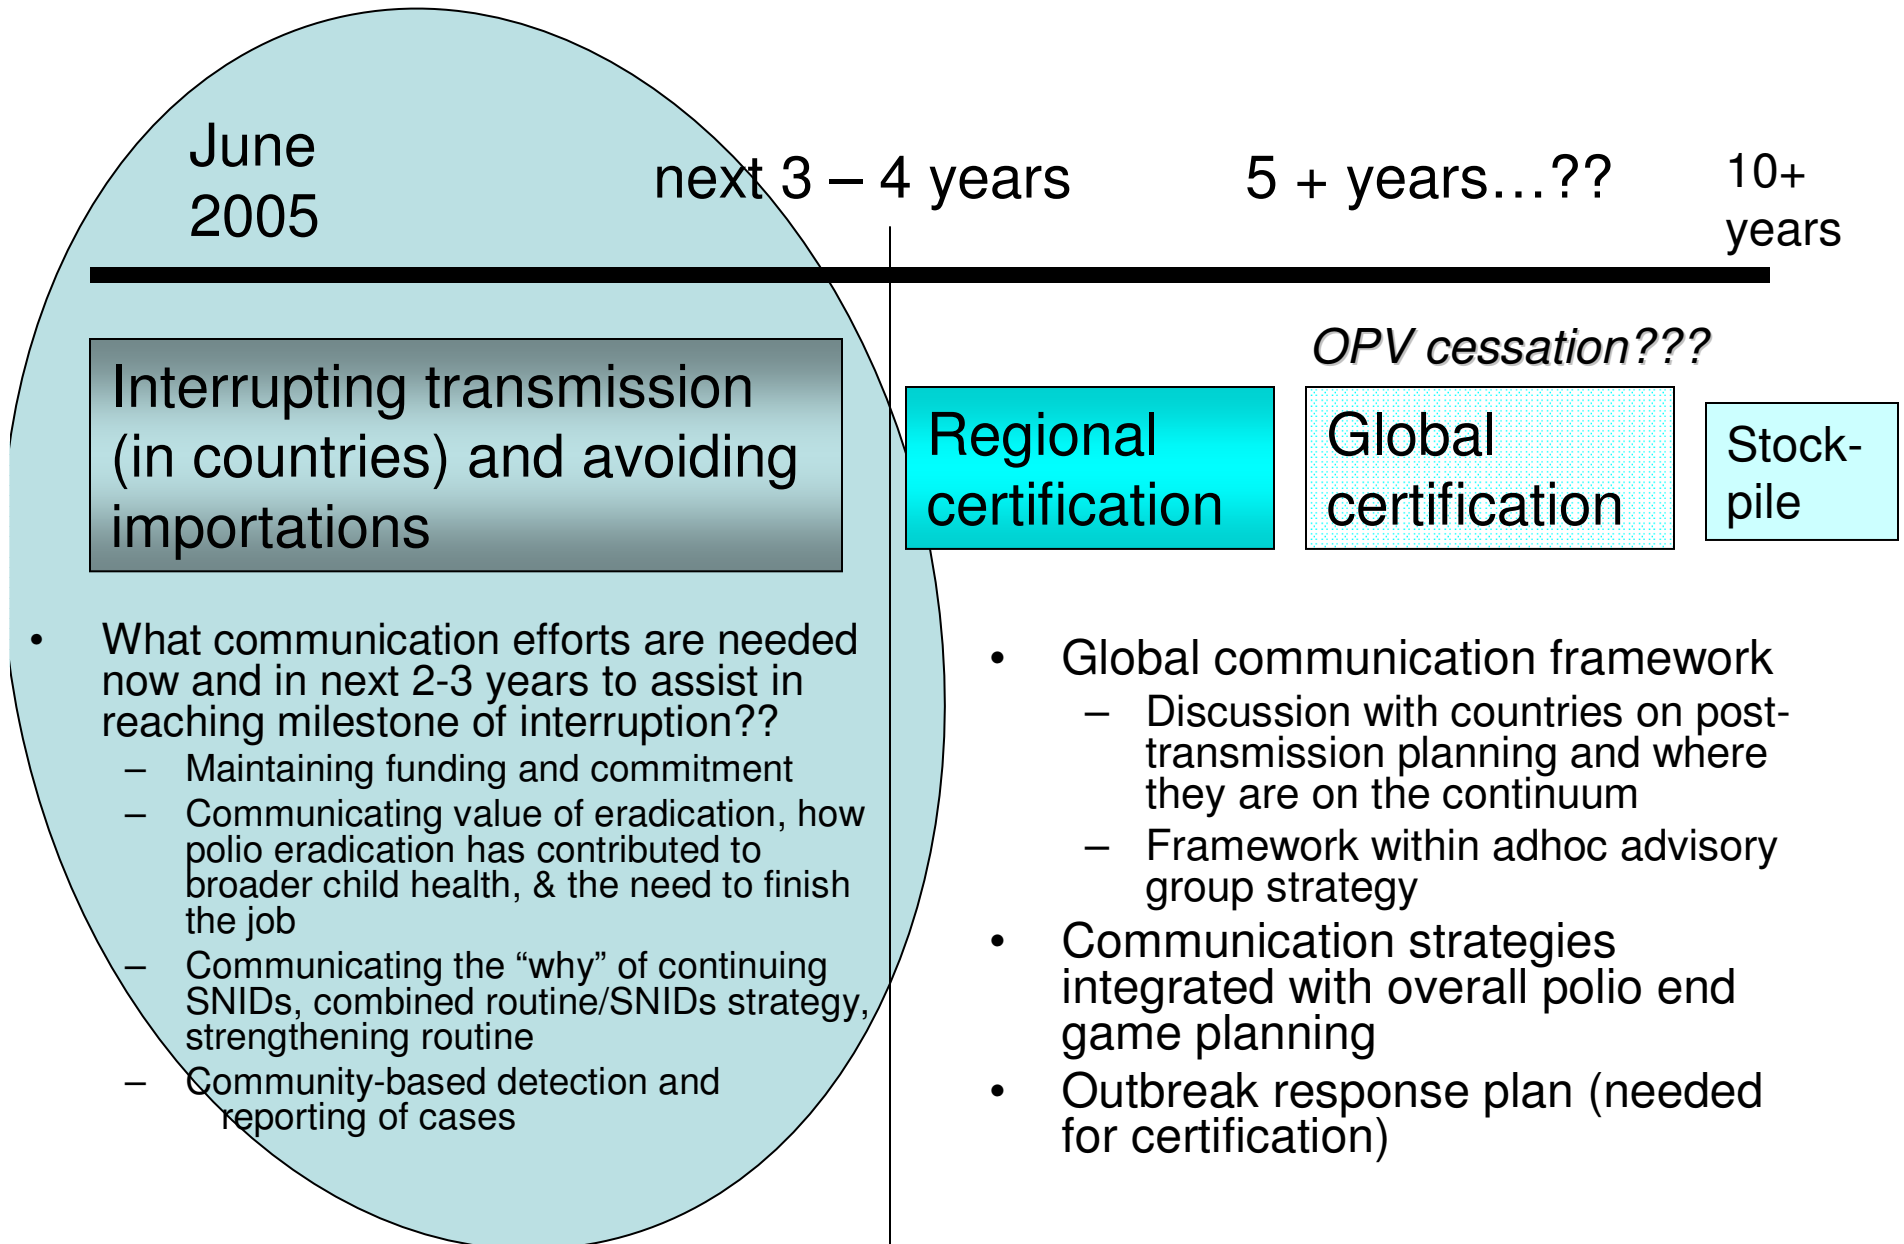 June
2005
next 3 – 4 years
5 + years…??
10+
years
Interrupting transmission
(in countries) and avoiding
importations
Regional
certification
OPV cessation???
Global
certification
Stock-
pile
• What communication efforts are needed
now and in next 2-3 years to assist in
reaching milestone of interruption??
– Maintaining funding and commitment
– Communicating value of eradication, how
polio eradication has contributed to
broader child health, & the need to finish
the job
– Communicating the “why” of continuing
SNIDs, combined routine/SNIDs strategy,
strengthening routine
– Community-based detection and
reporting of cases
• Global communication framework
– Discussion with countries on post-
transmission planning and where
they are on the continuum
– Framework within adhoc advisory
group strategy
• Communication strategies
integrated with overall polio end
game planning
• Outbreak response plan (needed
for certification)